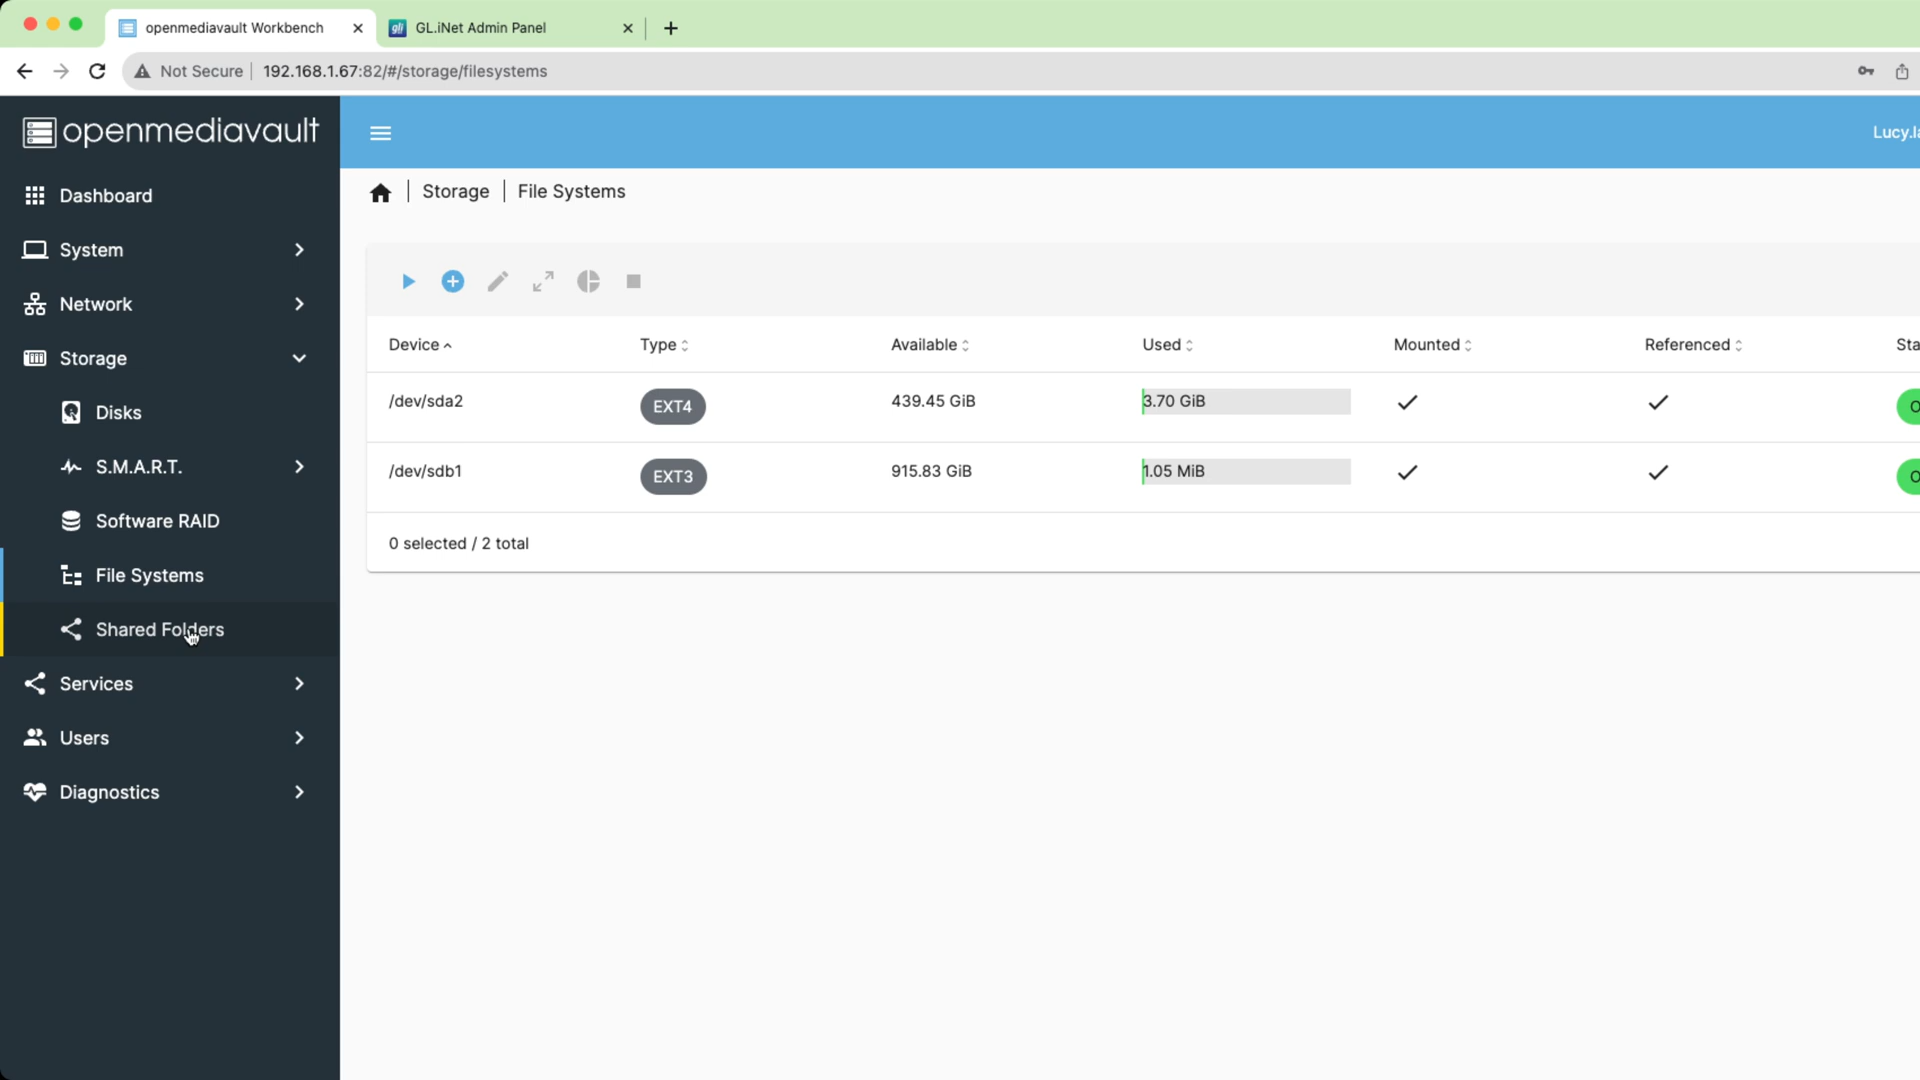 openmediavault Workbench
gli GL.iNet Admin Panel
Not Secure 192.168.1.67:82/#/storage/filesystems
openmediavault
Lucy.la
Dashboard
System
Network
Storage
Disks
S.M.A.R.T.
Software RAID
File Systems
Shared Folders
Services
Users
Diagnostics
Storage File Systems
Device Type Available Used Mounted Referenced Sta
/dev/sda2 EXT4 439.45 GiB 3.70 GiB O
/dev/sdb1 EXT3 915.83 GiB 1.05 MiB O
0 selected / 2 total